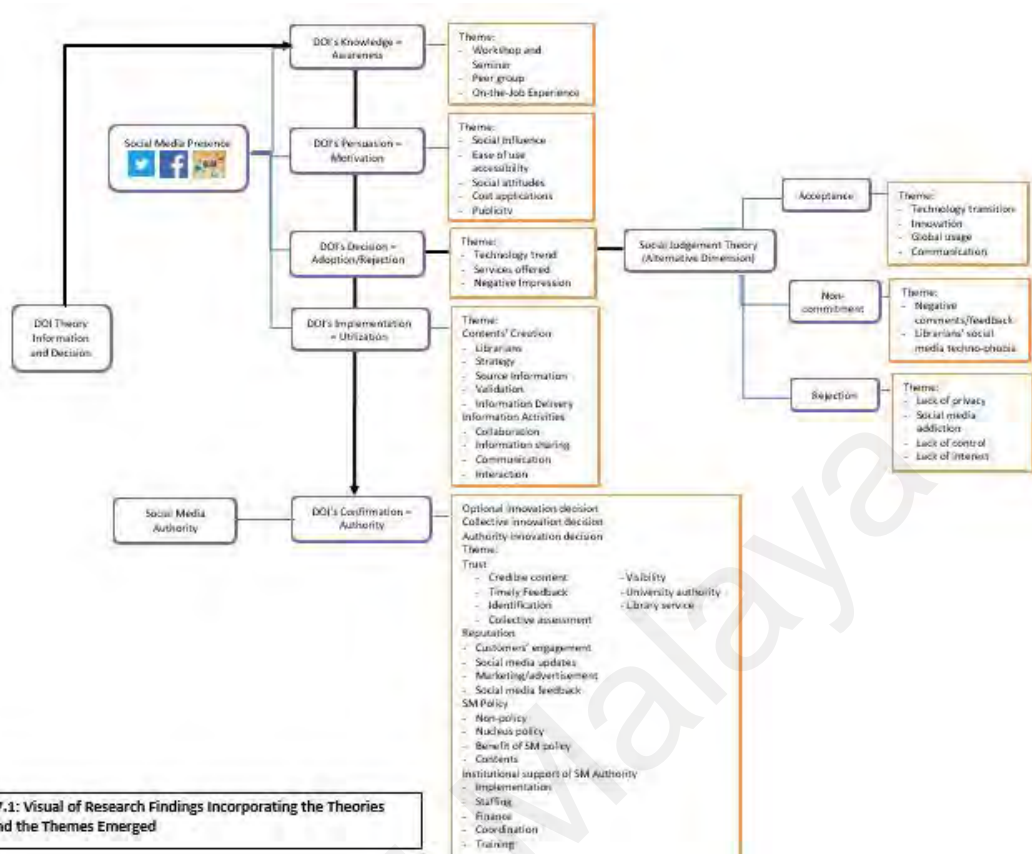 DOI's Knowledge –
Awareness
Theme:
- Workshop and
Seminar
- Peer group
- On-the-Job Experience
Social Media Presence
DOI's Persuasion –
Motivation
Theme:
- Social Influence
- Ease of use
accessibility
- Social attitudes
- Cost applications
- Publicity
DOI's Decision –
Adoption/Rejection
Theme:
- Technology trend
- Services offered
- Negative Impression
Social Judgement Theory
(Alternative Dimension)
Acceptance
Theme:
- Technology transition
- Innovation
- Global usage
- Communication
Non-
commitment
Theme:
- Negative
comments/feedback
- Librarians' social
media techno-phobia
Rejection
Theme:
- Lack of privacy
- Social media
addiction
- Lack of control
- Lack of interest
DOI Theory
Information
and Decision
DOI's Implementation
– Utilization
Theme:
Contents' Creation
- Librarians
- Strategy
- Source Information
- Validation
- Information Delivery
Information Activities
- Collaboration
- Information sharing
- Communication
- Interaction
Social Media
Authority
DOI's Confirmation –
Authority
Optional innovation decision
Collective innovation decision
Authority innovation decision
Theme:
Trust
- Credible content
- Timely Feedback
- Identification
- Collective assessment
- Visibility
- University authority
- Library service
Reputation
- Customers' engagement
- Social media updates
- Marketing/advertisement
- Social media feedback
SM Policy
- Non-policy
- Nucleus policy
- Benefit of SM policy
- Contents
Institutional support of SM Authority
- Implementation
- Staffing
- Finance
- Coordination
- Training
7.1: Visual of Research Findings Incorporating the Theories
nd the Themes Emerged
Malaya